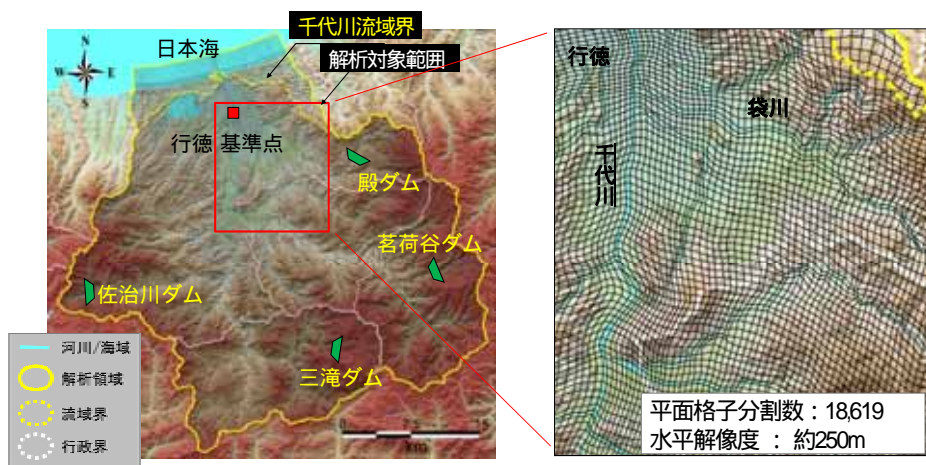 千代川流域界
解析対象範囲
日本海
N
W
E
S
行徳 基準点
殿ダム
茗荷谷ダム
佐治川ダム
三滝ダム
河川/海域
解析領域
流域界
行政界
行徳
袋川
千代川
平面格子分割数：18,619
水平解像度 ： 約250m